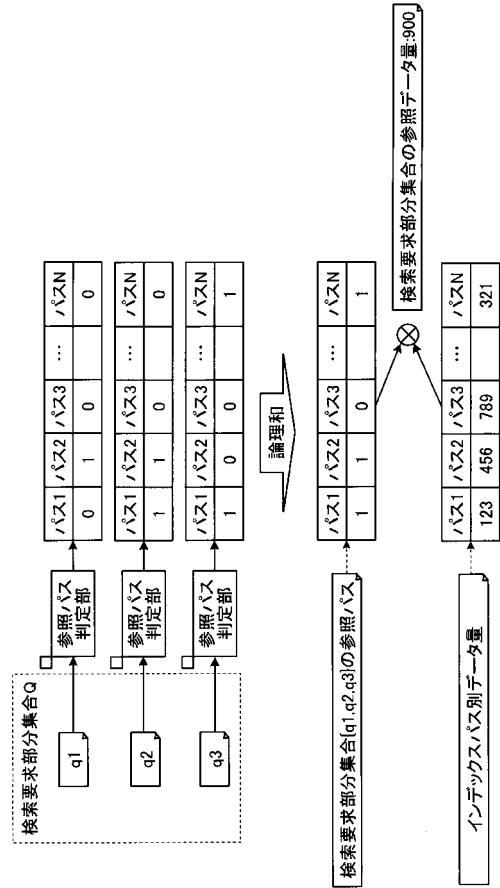 検索要求部分集合Q
q1
参照パス
判定部
パス1 パス2 パス3 … パスN
0 1 0 0
q2
参照パス
判定部
パス1 パス2 パス3 … パスN
1 1 0 0
q3
参照パス
判定部
パス1 パス2 パス3 … パスN
1 0 0 1
論理和
検索要求部分集合{q1,q2,q3}の参照パス
パス1 パス2 パス3 … パスN
1 1 0 1
検索要求部分集合の参照データ量:900
インデックスパス別データ量
パス1 パス2 パス3 … パスN
123 456 789 321